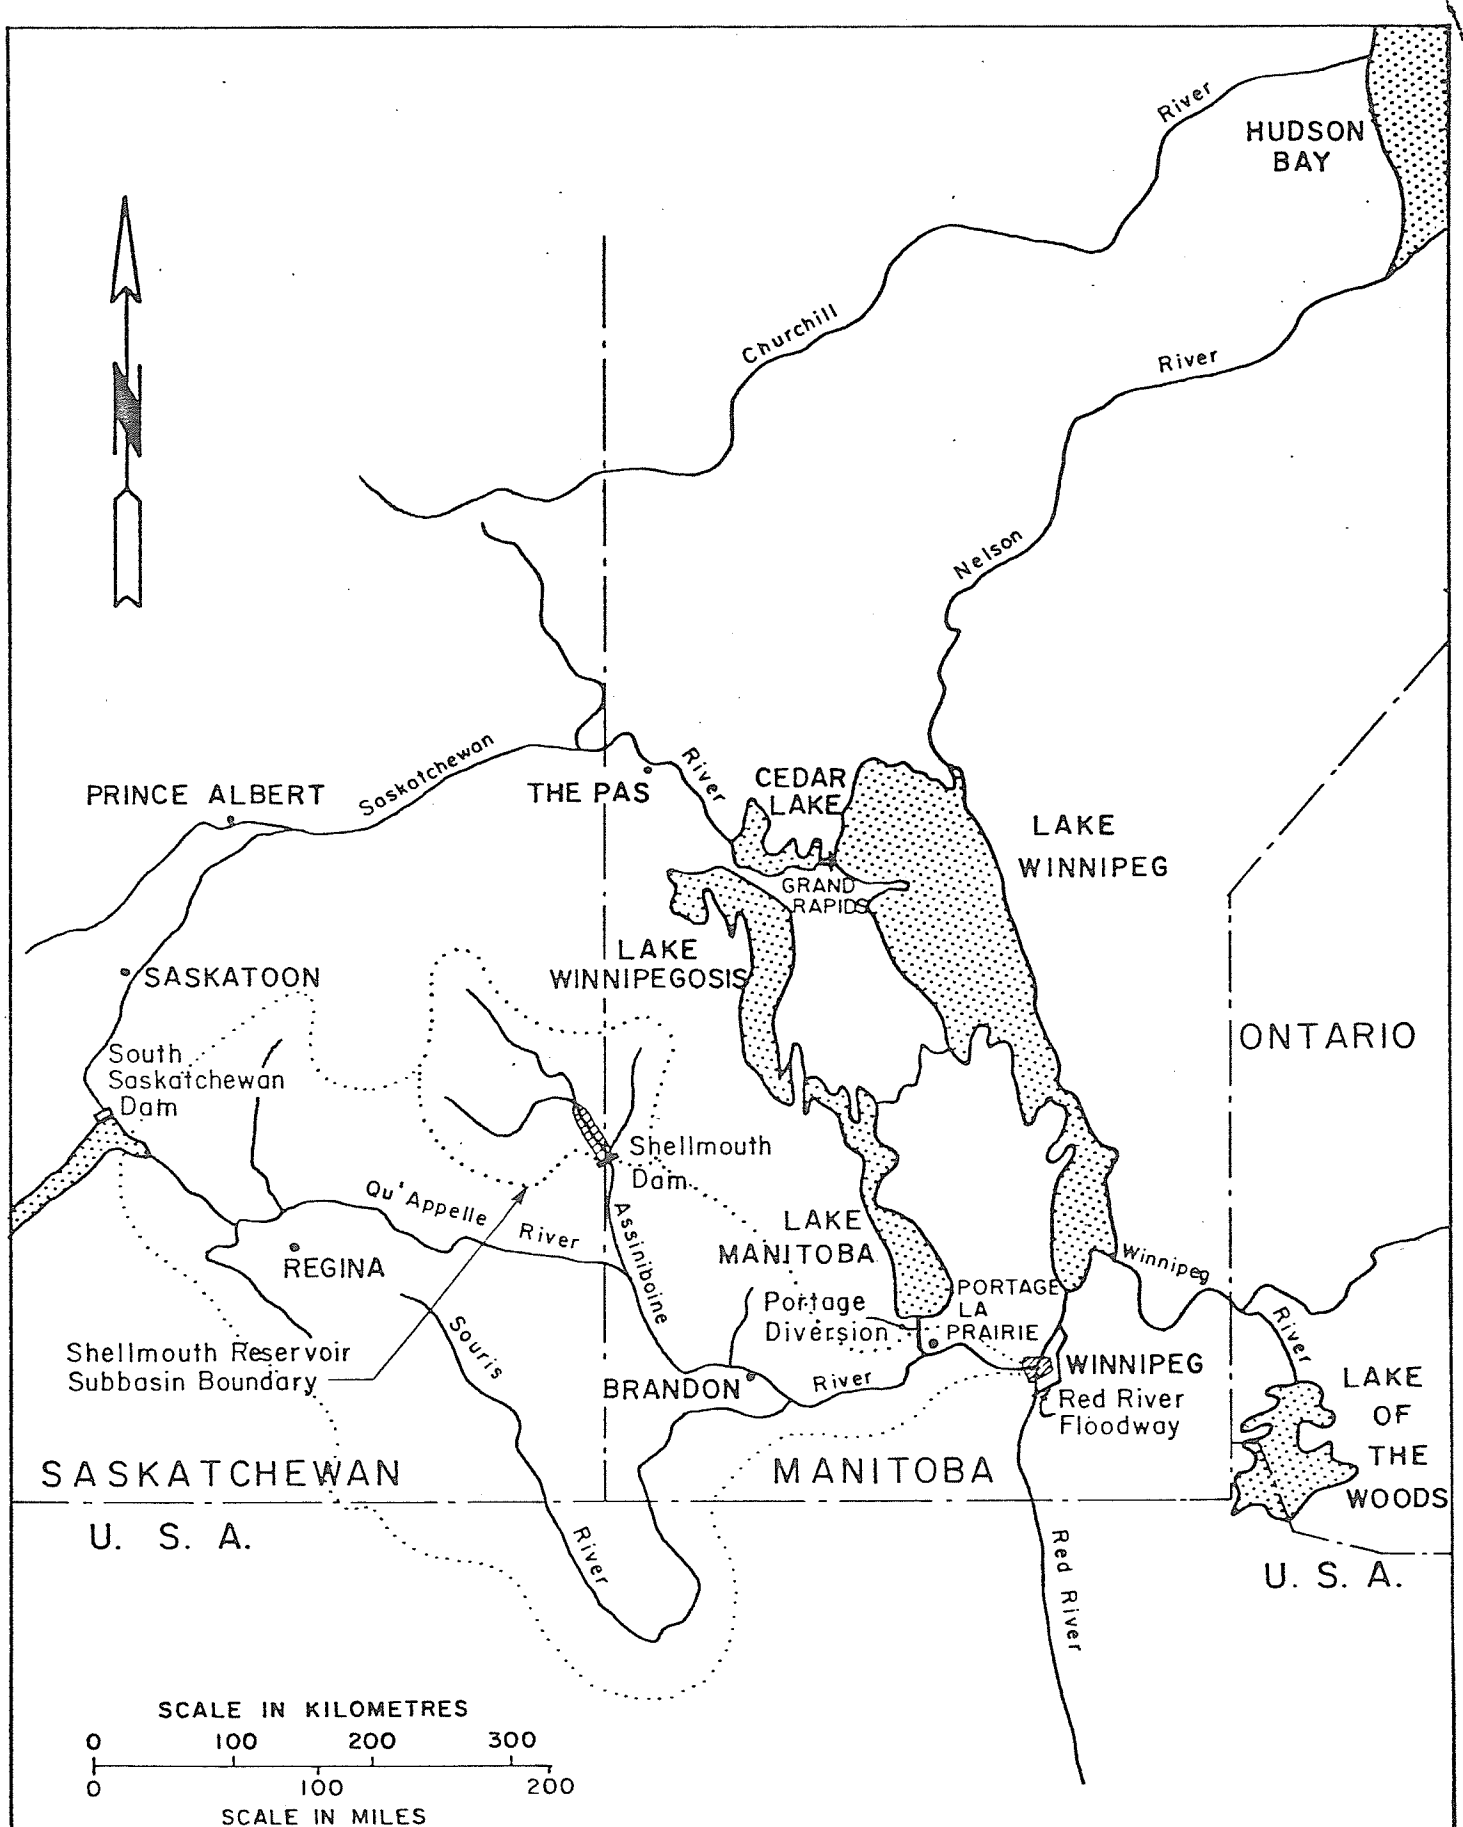 River
HUDSON
BAY
Churchill
River
Nelson
Saskatchewan
River
PRINCE ALBERT
THE PAS
CEDAR
LAKE
LAKE
WINNIPEG
GRAND
RAPIDS
LAKE
WINNIPEGOSIS
SASKATOON
ONTARIO
South
Saskatchewan
Dam
Shellmouth
Dam
Qu'Appelle River
Assiniboine
LAKE
MANITOBA
Winnipeg
River
REGINA
PORTAGE
LA
PRAIRIE
Portage
Diversion
Souris
River
Shellmouth Reservoir
Subbasin Boundary
BRANDON
River
WINNIPEG
Red River
Floodway
LAKE
OF
THE
WOODS
SASKATCHEWAN
MANITOBA
U. S. A.
U. S. A.
Red River
SCALE IN KILOMETRES
0 100 200 300
0 100 200
SCALE IN MILES
N